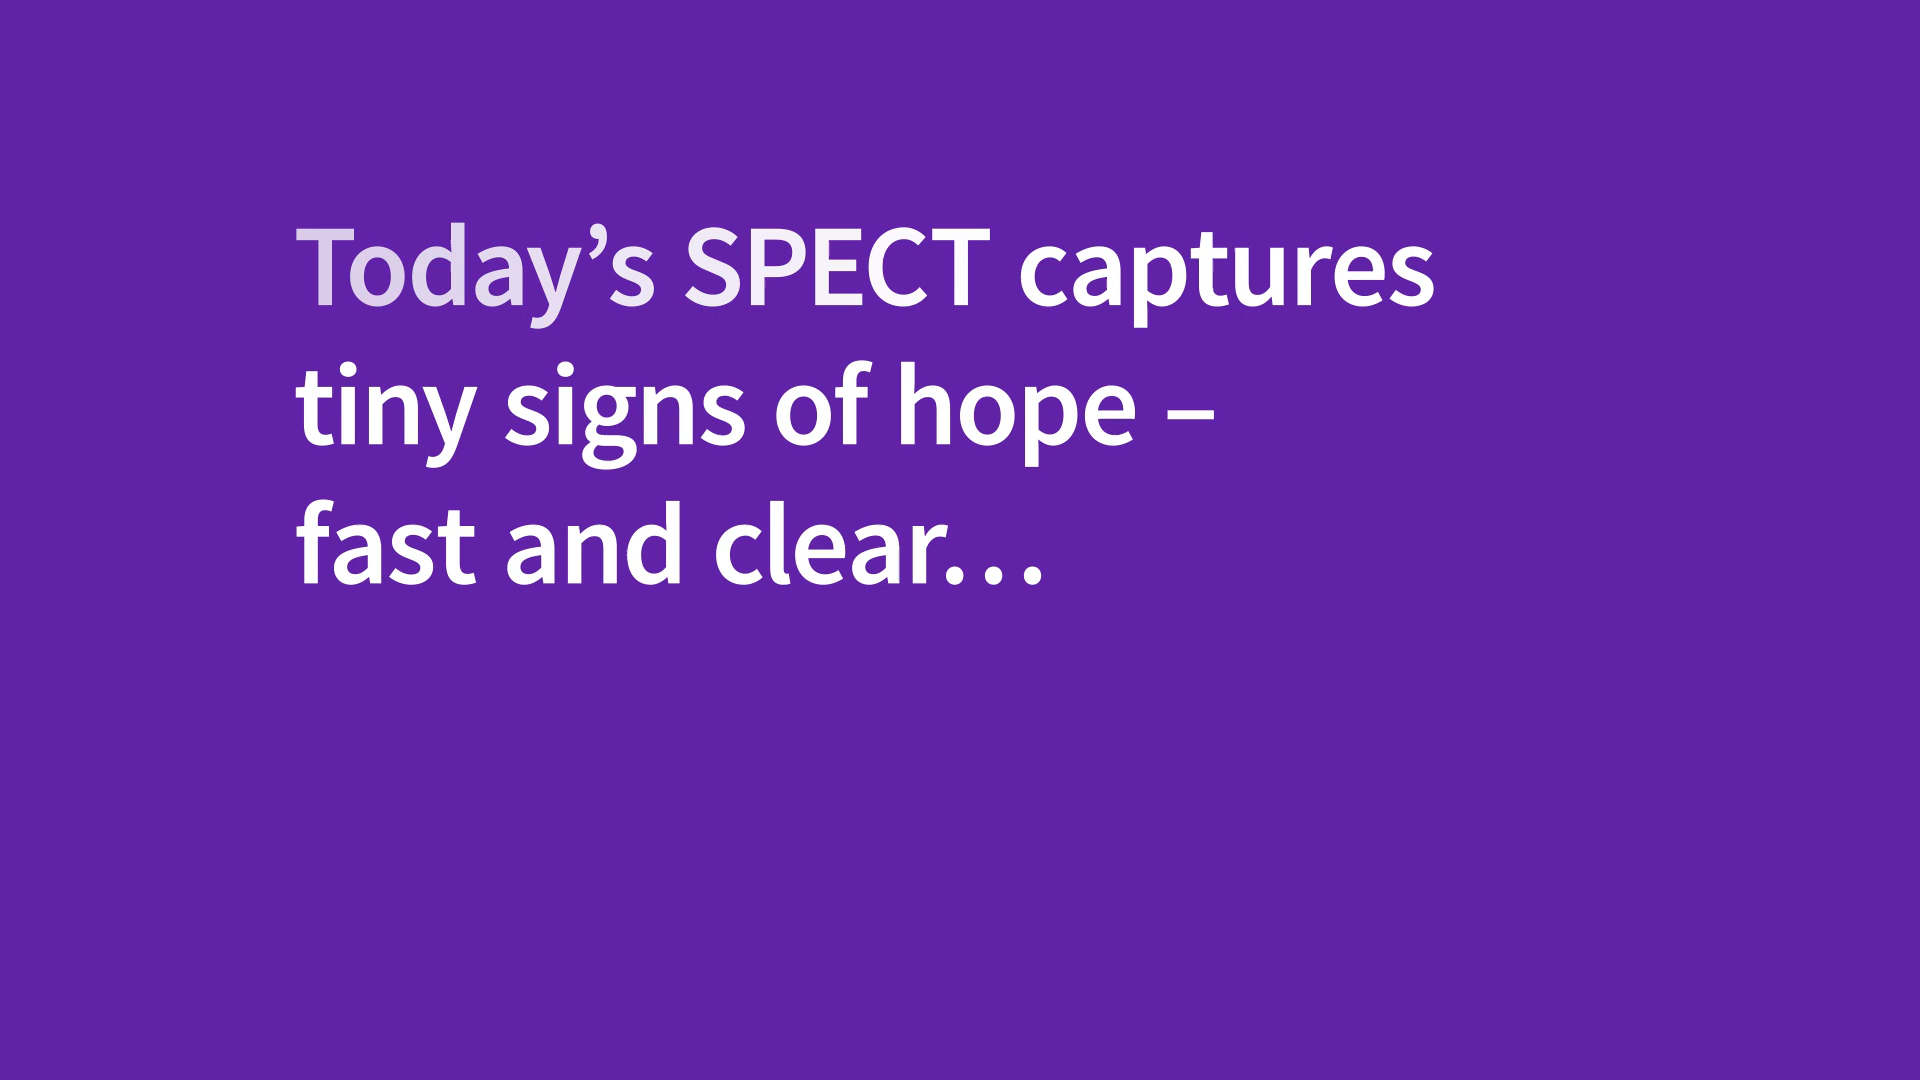 Today’s SPECT captures
tiny signs of hope –
fast and clear…